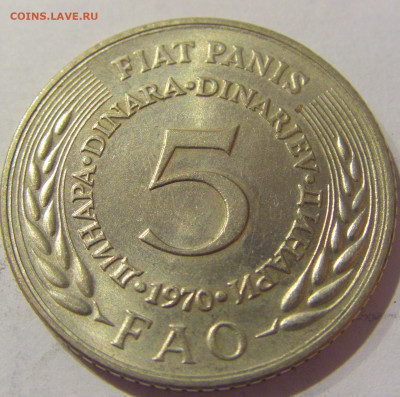 COINS.LAVE.RU
FIAT PANIS
ДИНАРА·DINARA·DINARJEV·ДИНАРИ
5
·1970·
FAO